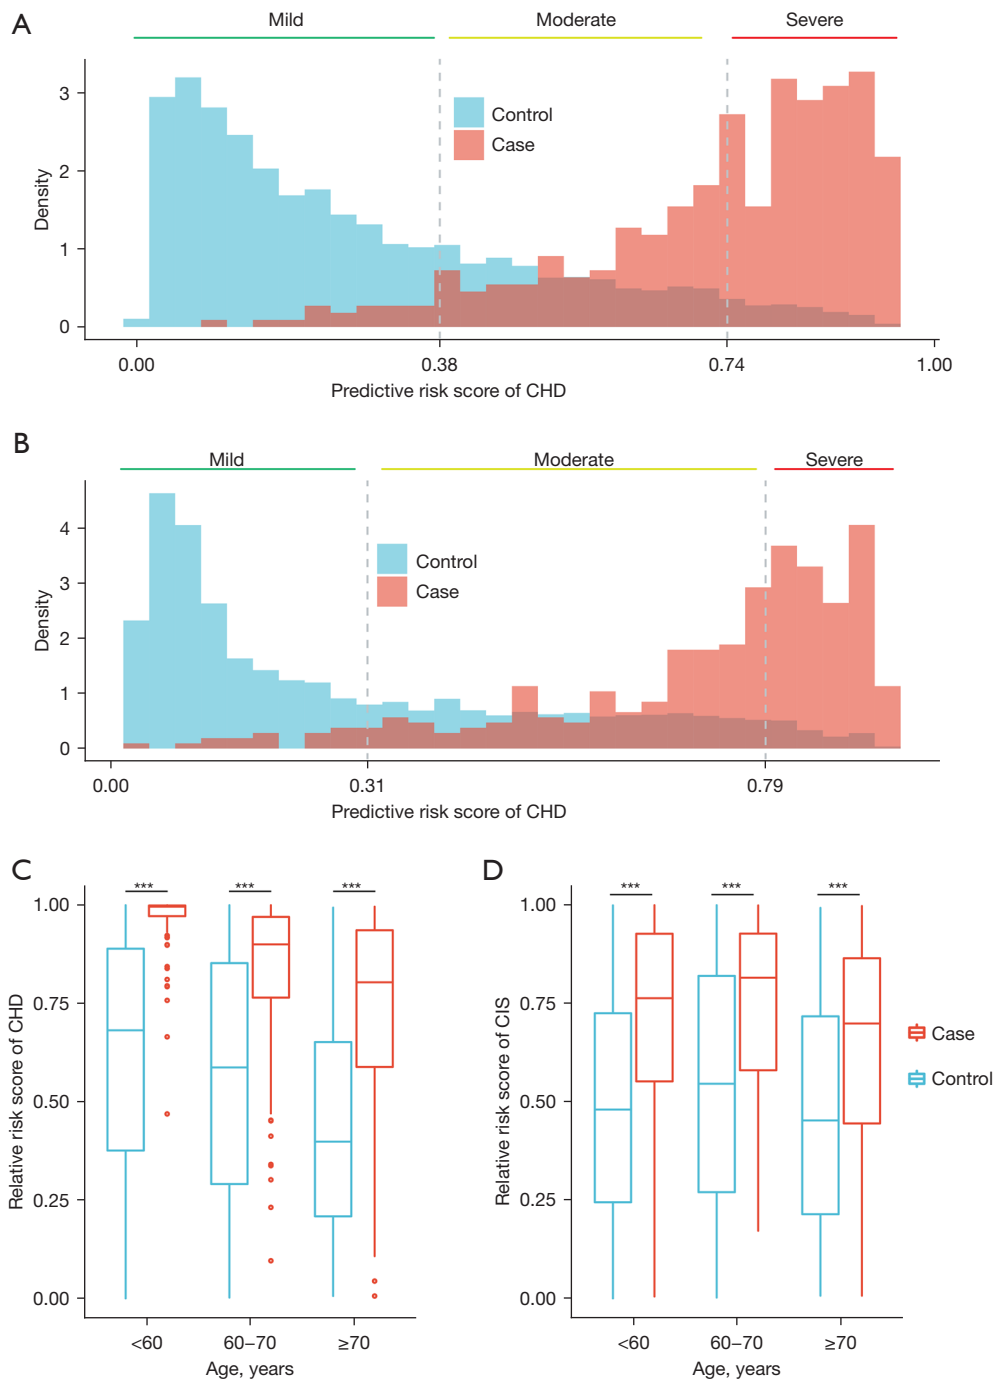 A
Mild Moderate Severe
3
2
1
0
Density
Control
Case
0.00 0.38 0.74 1.00
Predictive risk score of CHD
B
Mild Moderate Severe
4
3
2
1
0
Density
Control
Case
0.00 0.31 0.79
Predictive risk score of CHD
C
*** *** ***
1.00
0.75
0.50
0.25
0.00
Relative risk score of CHD
<60 60–70 ≥70
Age, years
D
*** *** ***
1.00
0.75
0.50
0.25
0.00
Relative risk score of CIS
<60 60–70 ≥70
Age, years
Case
Control